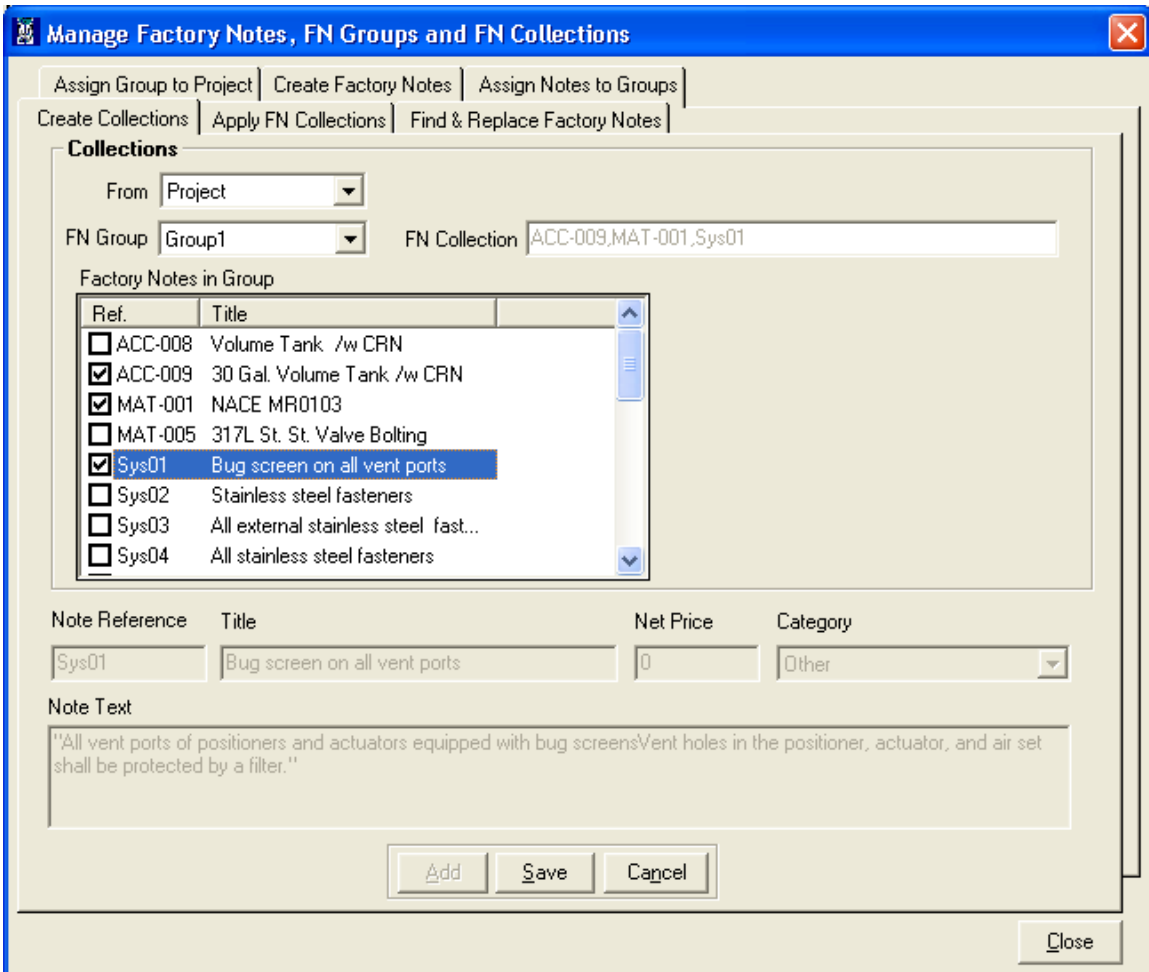 Manage Factory Notes, FN Groups and FN Collections
Assign Group to Project Create Factory Notes Assign Notes to Groups
Create Collections Apply FN Collections Find & Replace Factory Notes
Collections
From Project
FN Group Group1 FN Collection ACC-009,MAT-001,Sys01
Factory Notes in Group
Ref. Title
ACC-008 Volume Tank /w CRN
ACC-009 30 Gal. Volume Tank /w CRN
MAT-001 NACE MR0103
MAT-005 317L St. St. Valve Bolting
Sys01 Bug screen on all vent ports
Sys02 Stainless steel fasteners
Sys03 All external stainless steel fast...
Sys04 All stainless steel fasteners
Note Reference Title Net Price Category
Sys01 Bug screen on all vent ports 0 Other
Note Text
"All vent ports of positioners and actuators equipped with bug screensVent holes in the positioner, actuator, and air set
shall be protected by a filter."
Add Save Cancel
Close